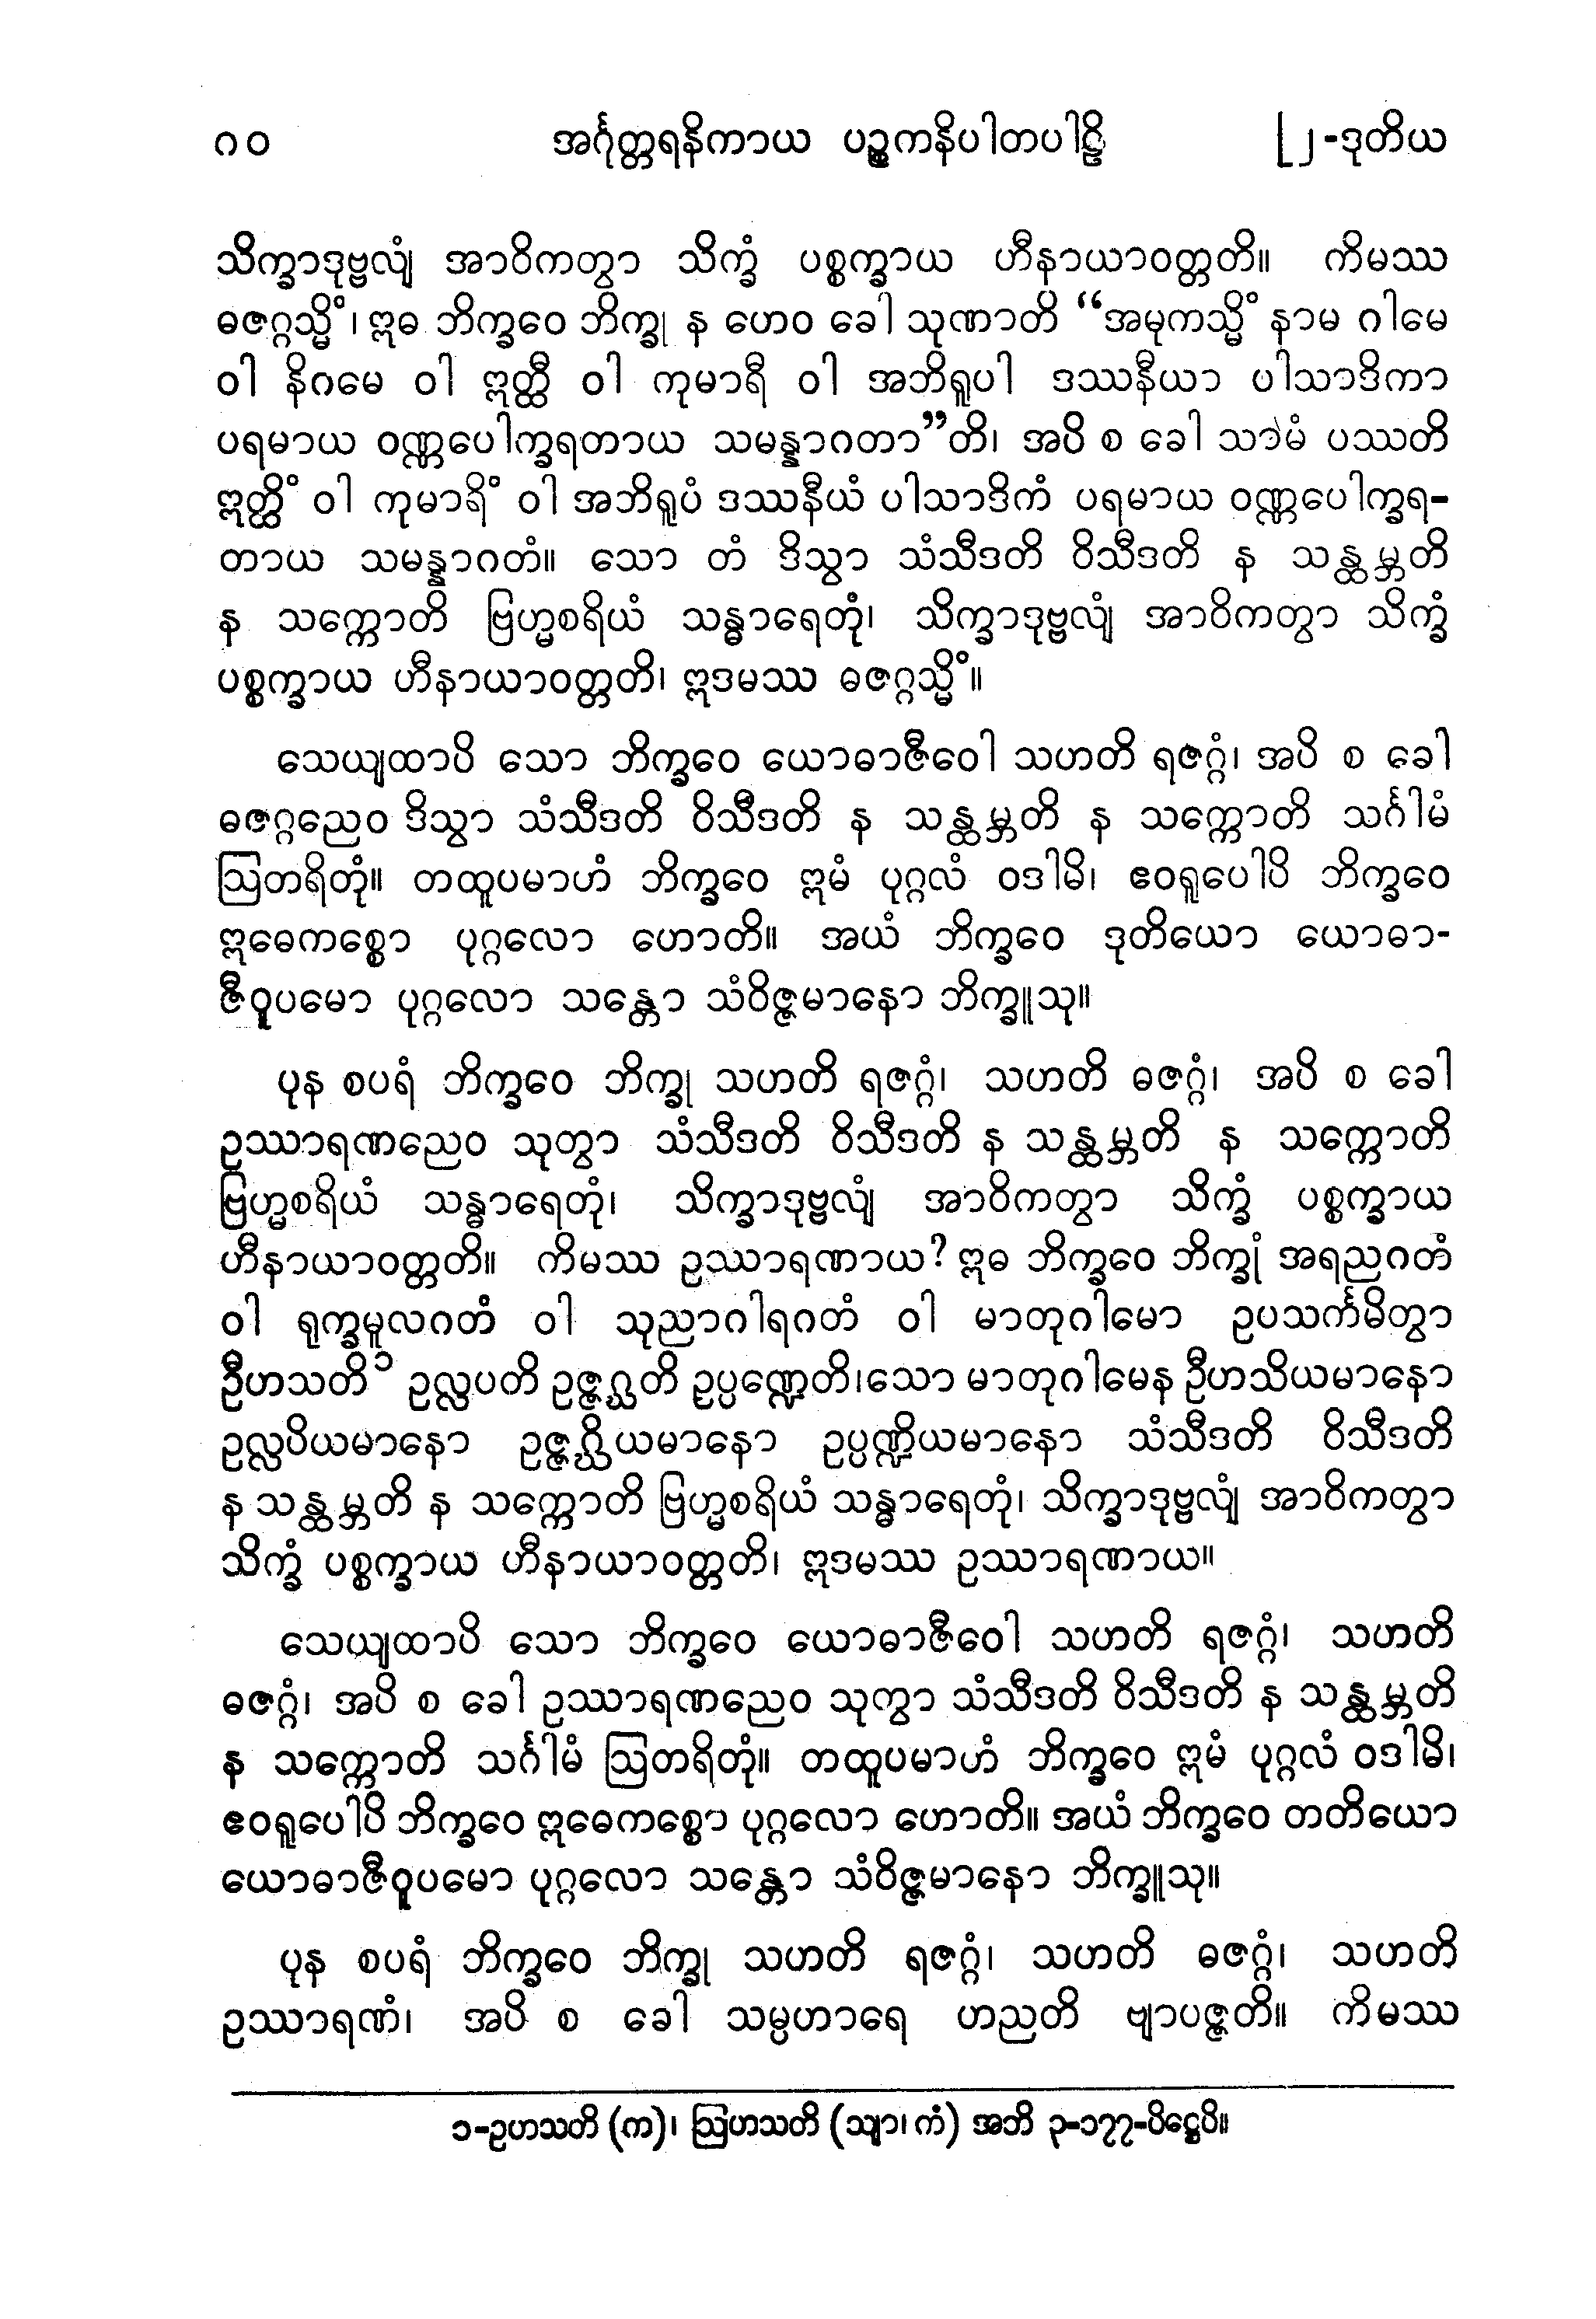 ၈၀ အင်္ဂုတ္တရနိကာယ ပဉ္စကနိပါတပါဠိ [၂-ဒုတိယ
သိက္ခာဒုဗ္ဗလျံ အာဝိကတွာ သိက္ခံ ပစ္စက္ခာယ ဟီနာယာဝတ္တတိ။ ကိမဿ
ဓဇဂ္ဂသ္မိံ၊ ဣဓ ဘိက္ခဝေ ဘိက္ခု န ဟေဝ ခေါ သုဏာတိ “အမုကသ္မိံ နာမ ဂါမေ
ဝါ နိဂမေ ဝါ ဣတ္ထီ ဝါ ကုမာရီ ဝါ အဘိရူပါ ဒဿနီယာ ပါသာဒိကာ
ပရမာယ ဝဏ္ဏပေါက္ခရတာယ သမန္နာဂတာ”တိ၊ အပိ စ ခေါ သာမံ ပဿတိ
ဣတ္ထိံ ဝါ ကုမာရိံ ဝါ အဘိရူပံ ဒဿနီယံ ပါသာဒိကံ ပရမာယ ဝဏ္ဏပေါက္ခရ-
တာယ သမန္နာဂတံ။ သော တံ ဒိသွာ သံသီဒတိ ဝိသီဒတိ န သန္ထမ္ဘတိ
န သက္ကောတိ ဗြဟ္မစရိယံ သန္ဓာရေတုံ၊ သိက္ခာဒုဗ္ဗလျံ အာဝိကတွာ သိက္ခံ
ပစ္စက္ခာယ ဟီနာယာဝတ္တတိ၊ ဣဒမဿ ဓဇဂ္ဂသ္မိံ။
သေယျထာပိ သော ဘိက္ခဝေ ယောဓာဇီဝေါ သဟတိ ရဇဂ္ဂံ၊ အပိ စ ခေါ
ဓဇဂ္ဂညေဝ ဒိသွာ သံသီဒတိ ဝိသီဒတိ န သန္ထမ္ဘတိ န သက္ကောတိ သင်္ဂါမံ
ဩတရိတုံ။ တထူပမာဟံ ဘိက္ခဝေ ဣမံ ပုဂ္ဂလံ ဝဒါမိ၊ ဧဝရူပေါပိ ဘိက္ခဝေ
ဣဓေကစ္စော ပုဂ္ဂလော ဟောတိ။ အယံ ဘိက္ခဝေ ဒုတိယော ယောဓာ-
ဇီဝူပမော ပုဂ္ဂလော သန္တော သံဝိဇ္ဇမာနော ဘိက္ခူသု။
ပုန စပရံ ဘိက္ခဝေ ဘိက္ခု သဟတိ ရဇဂ္ဂံ၊ သဟတိ ဓဇဂ္ဂံ၊ အပိ စ ခေါ
ဥဿာရဏညေဝ သုတွာ သံသီဒတိ ဝိသီဒတိ န သန္ထမ္ဘတိ န သက္ကောတိ
ဗြဟ္မစရိယံ သန္ဓာရေတုံ၊ သိက္ခာဒုဗ္ဗလျံ အာဝိကတွာ သိက္ခံ ပစ္စက္ခာယ
ဟီနာယာဝတ္တတိ။ ကိမဿ ဥဿာရဏာယ? ဣဓ ဘိက္ခဝေ ဘိက္ခုံ အရညဂတံ
ဝါ ရုက္ခမူလဂတံ ဝါ သုညာဂါရဂတံ ဝါ မာတုဂါမော ဥပသင်္ကမိတွာ
ဦဟသတိ ၁ ဥလ္လပတိ ဥဇ္ဇဂ္ဃတိ ဥပ္ပဏ္ဍေတိ၊သော မာတုဂါမေန ဦဟသိယမာနော
ဥလ္လပိယမာနော ဥဇ္ဇဂ္ဃိယမာနော ဥပ္ပဏ္ဍိယမာနော သံသီဒတိ ဝိသီဒတိ
န သန္ထမ္ဘတိ န သက္ကောတိ ဗြဟ္မစရိယံ သန္ဓာရေတုံ၊ သိက္ခာဒုဗ္ဗလျံ အာဝိကတွာ
သိက္ခံ ပစ္စက္ခာယ ဟီနာယာဝတ္တတိ၊ ဣဒမဿ ဥဿာရဏာယ။
သေယျထာပိ သော ဘိက္ခဝေ ယောဓာဇီဝေါ သဟတိ ရဇဂ္ဂံ၊ သဟတိ
ဓဇဂ္ဂံ၊ အပိ စ ခေါ ဥဿာရဏညေဝ သုကွာ သံသီဒတိ ဝိသီဒတိ န သန္ထမ္ဘတိ
န သက္ကောတိ သင်္ဂါမံ ဩတရိတုံ။ တထူပမာဟံ ဘိက္ခဝေ ဣမံ ပုဂ္ဂလံ ဝဒါမိ၊
ဧဝရူပေါပိ ဘိက္ခဝေ ဣဓေကစ္စော ပုဂ္ဂလော ဟောတိ။ အယံ ဘိက္ခဝေ တတိယော
ယောဓာဇီဝူပမော ပုဂ္ဂလော သန္တော သံဝိဇ္ဇမာနော ဘိက္ခူသု။
ပုန စပရံ ဘိက္ခဝေ ဘိက္ခု သဟတိ ရဇဂ္ဂံ၊ သဟတိ ဓဇဂ္ဂံ၊ သဟတိ
ဥဿာရဏံ၊ အပိ စ ခေါ သမ္ပဟာရေ ဟညတိ ဗျာပဇ္ဇတိ။ ကိမဿ
၁-ဥဟသတိ (က)၊ ဩဟသတိ (သျာ၊ ကံ) အဘိ ၃-၁၇၇-ပိဋ္ဌေပိ။